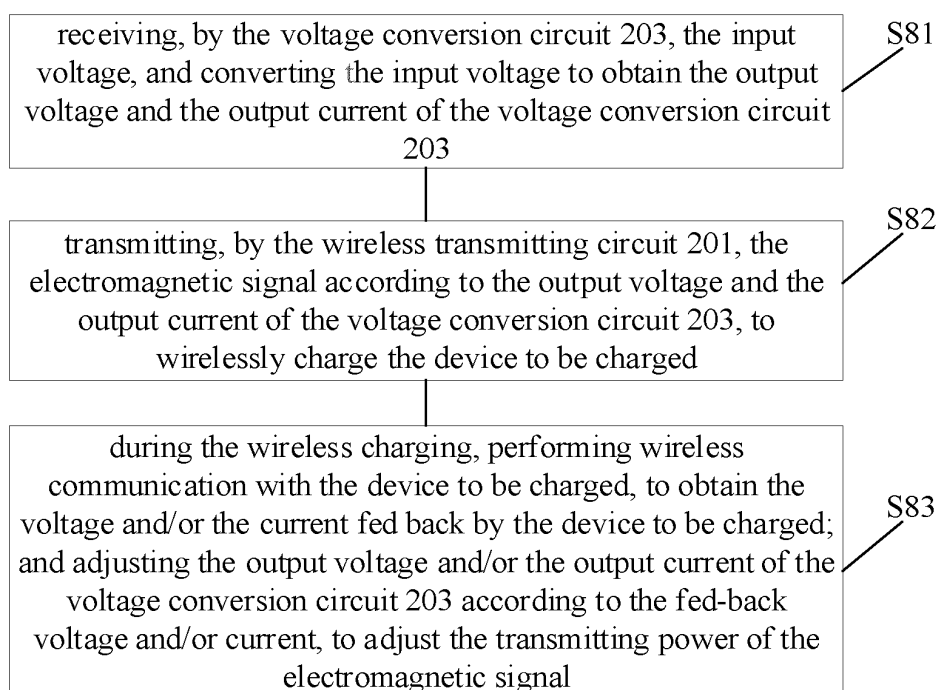 receiving, by the voltage conversion circuit 203, the input
voltage, and converting the input voltage to obtain the output
voltage and the output current of the voltage conversion circuit
203
S81
transmitting, by the wireless transmitting circuit 201, the
electromagnetic signal according to the output voltage and the
output current of the voltage conversion circuit 203, to
wirelessly charge the device to be charged
S82
during the wireless charging, performing wireless
communication with the device to be charged, to obtain the
voltage and/or the current fed back by the device to be charged;
and adjusting the output voltage and/or the output current of the
voltage conversion circuit 203 according to the fed-back
voltage and/or current, to adjust the transmitting power of the
electromagnetic signal
S83